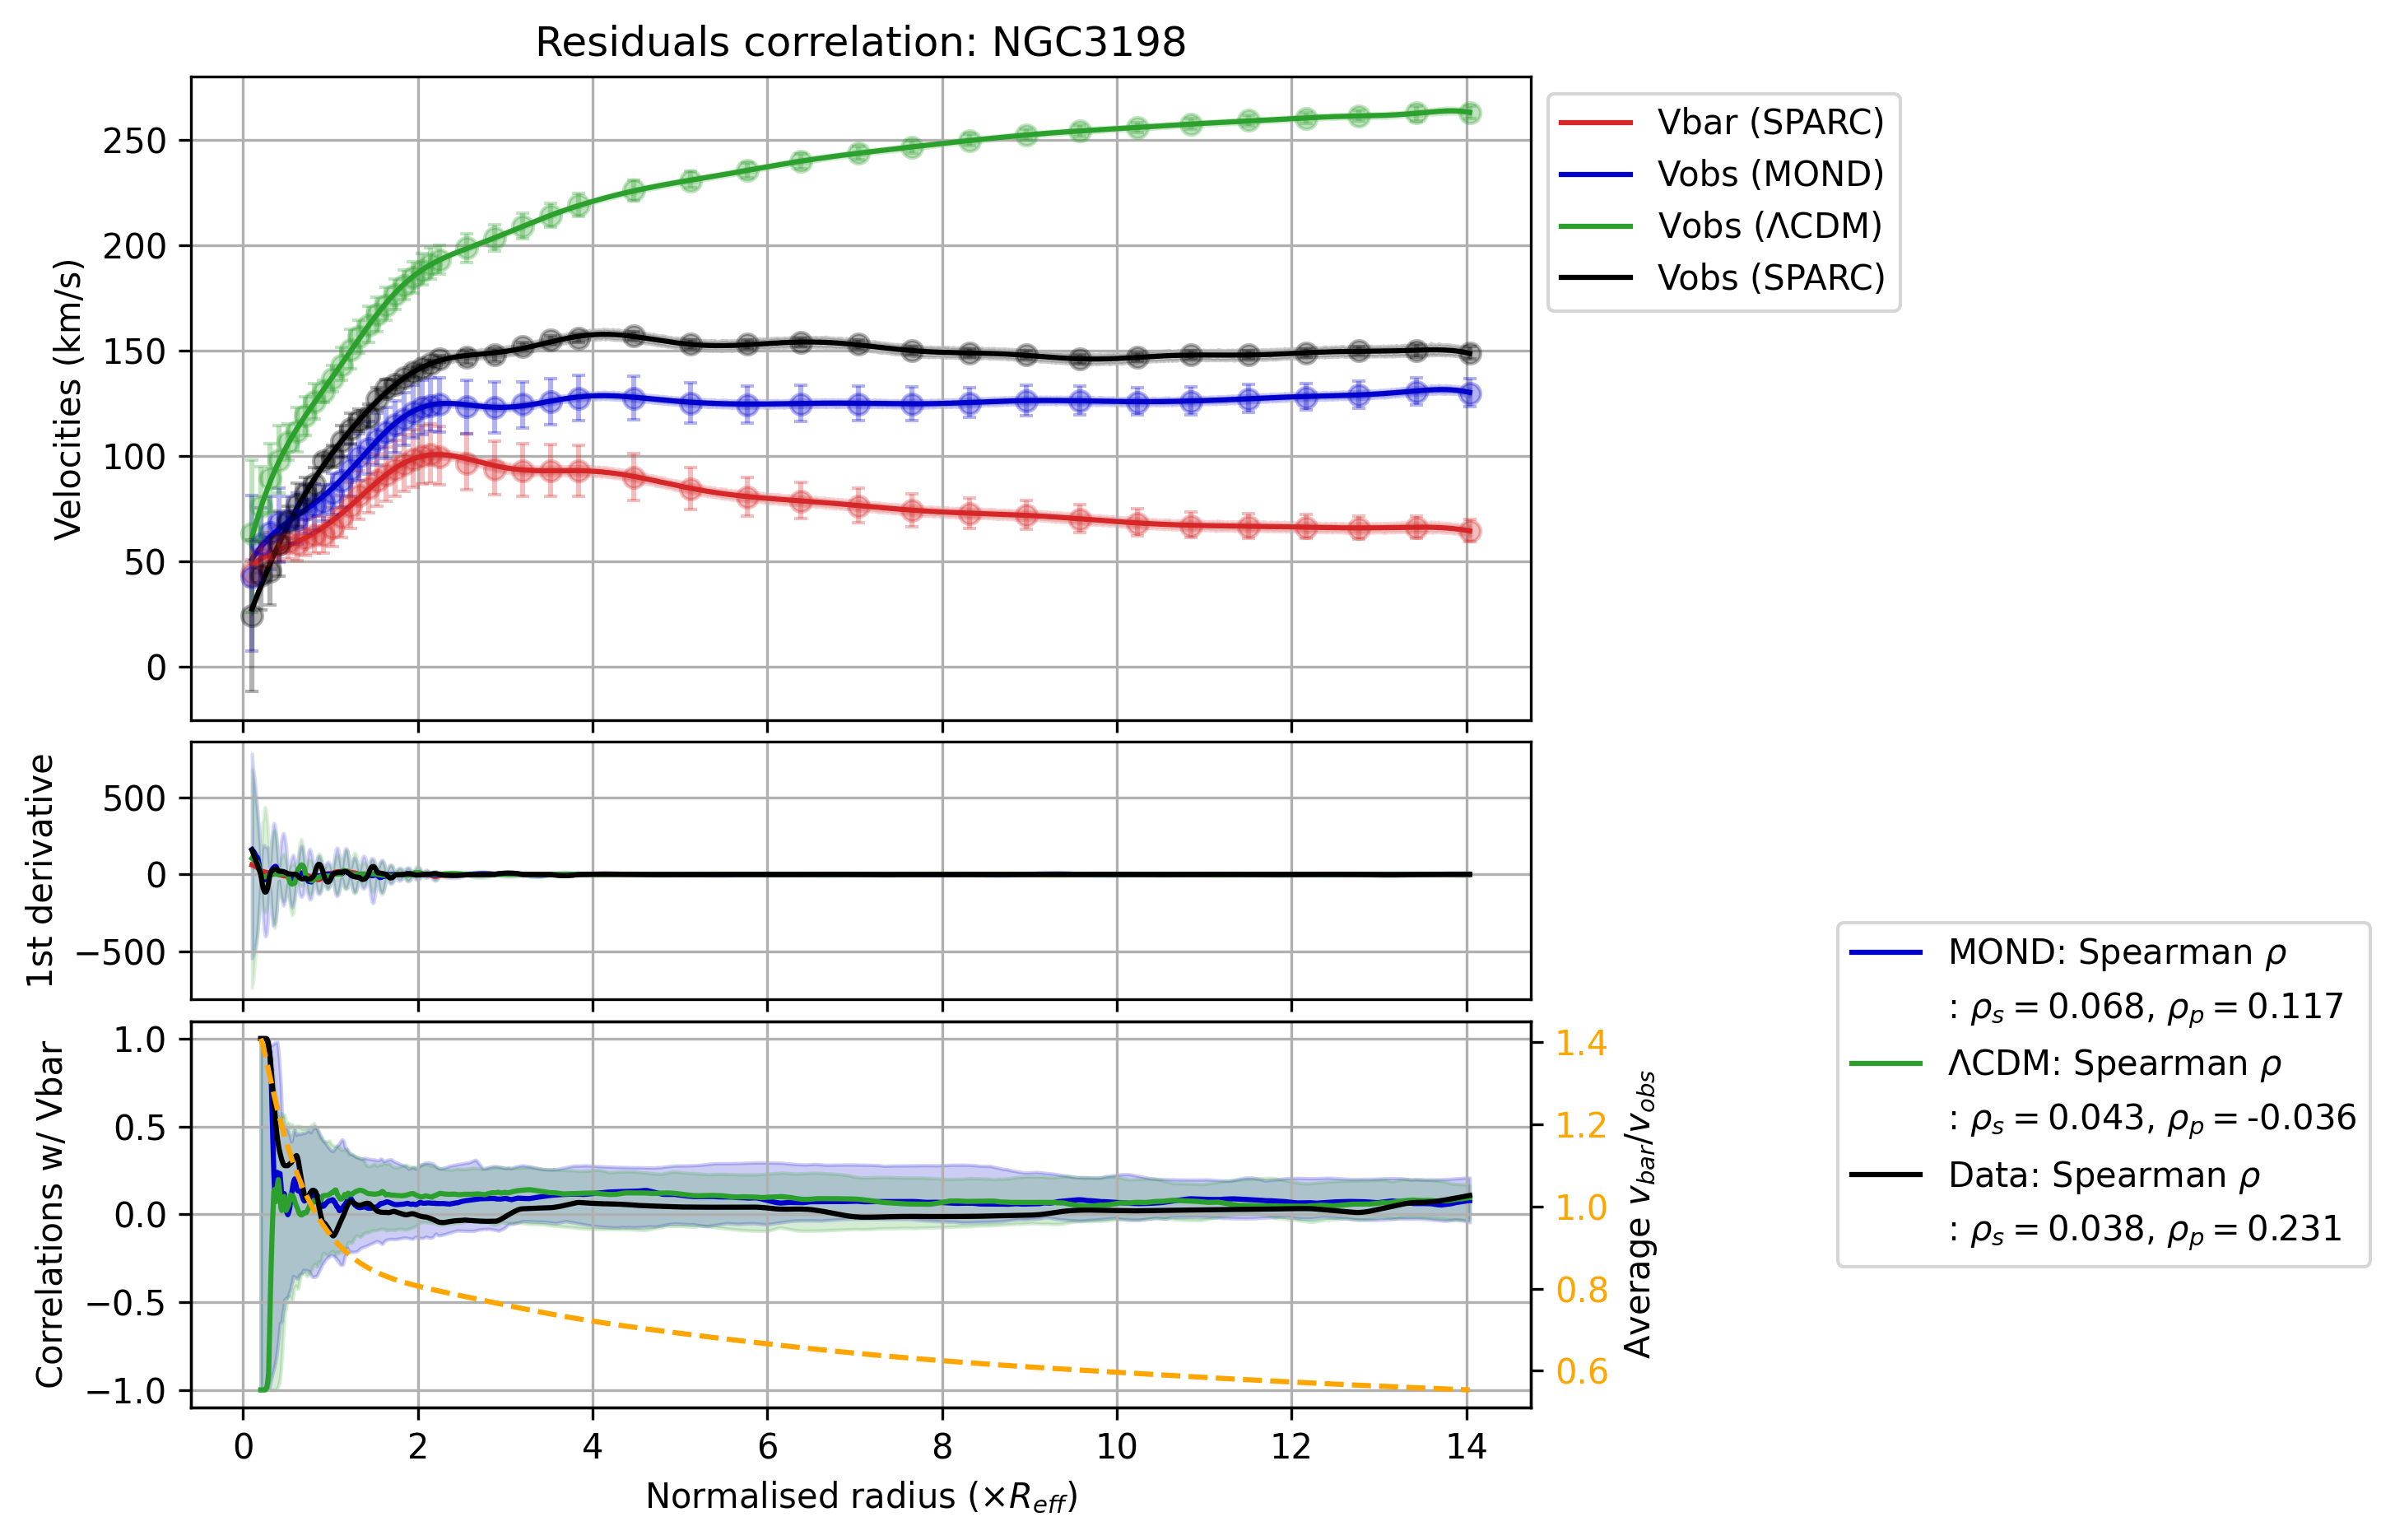 Residuals correlation: NGC3198
Velocities (km/s)
250
200
150
100
50
0
Vbar (SPARC)
Vobs (MOND)
Vobs (ΛCDM)
Vobs (SPARC)
1st derivative
500
0
−500
Correlations w/ Vbar
1.0
0.5
0.0
−0.5
−1.0
1.4
1.2
1.0
0.8
0.6
Average v_bar/v_obs
MOND: Spearman ρ
: ρ_s = 0.068, ρ_p = 0.117
ΛCDM: Spearman ρ
: ρ_s = 0.043, ρ_p = -0.036
Data: Spearman ρ
: ρ_s = 0.038, ρ_p = 0.231
0 2 4 6 8 10 12 14
Normalised radius (×R_eff)